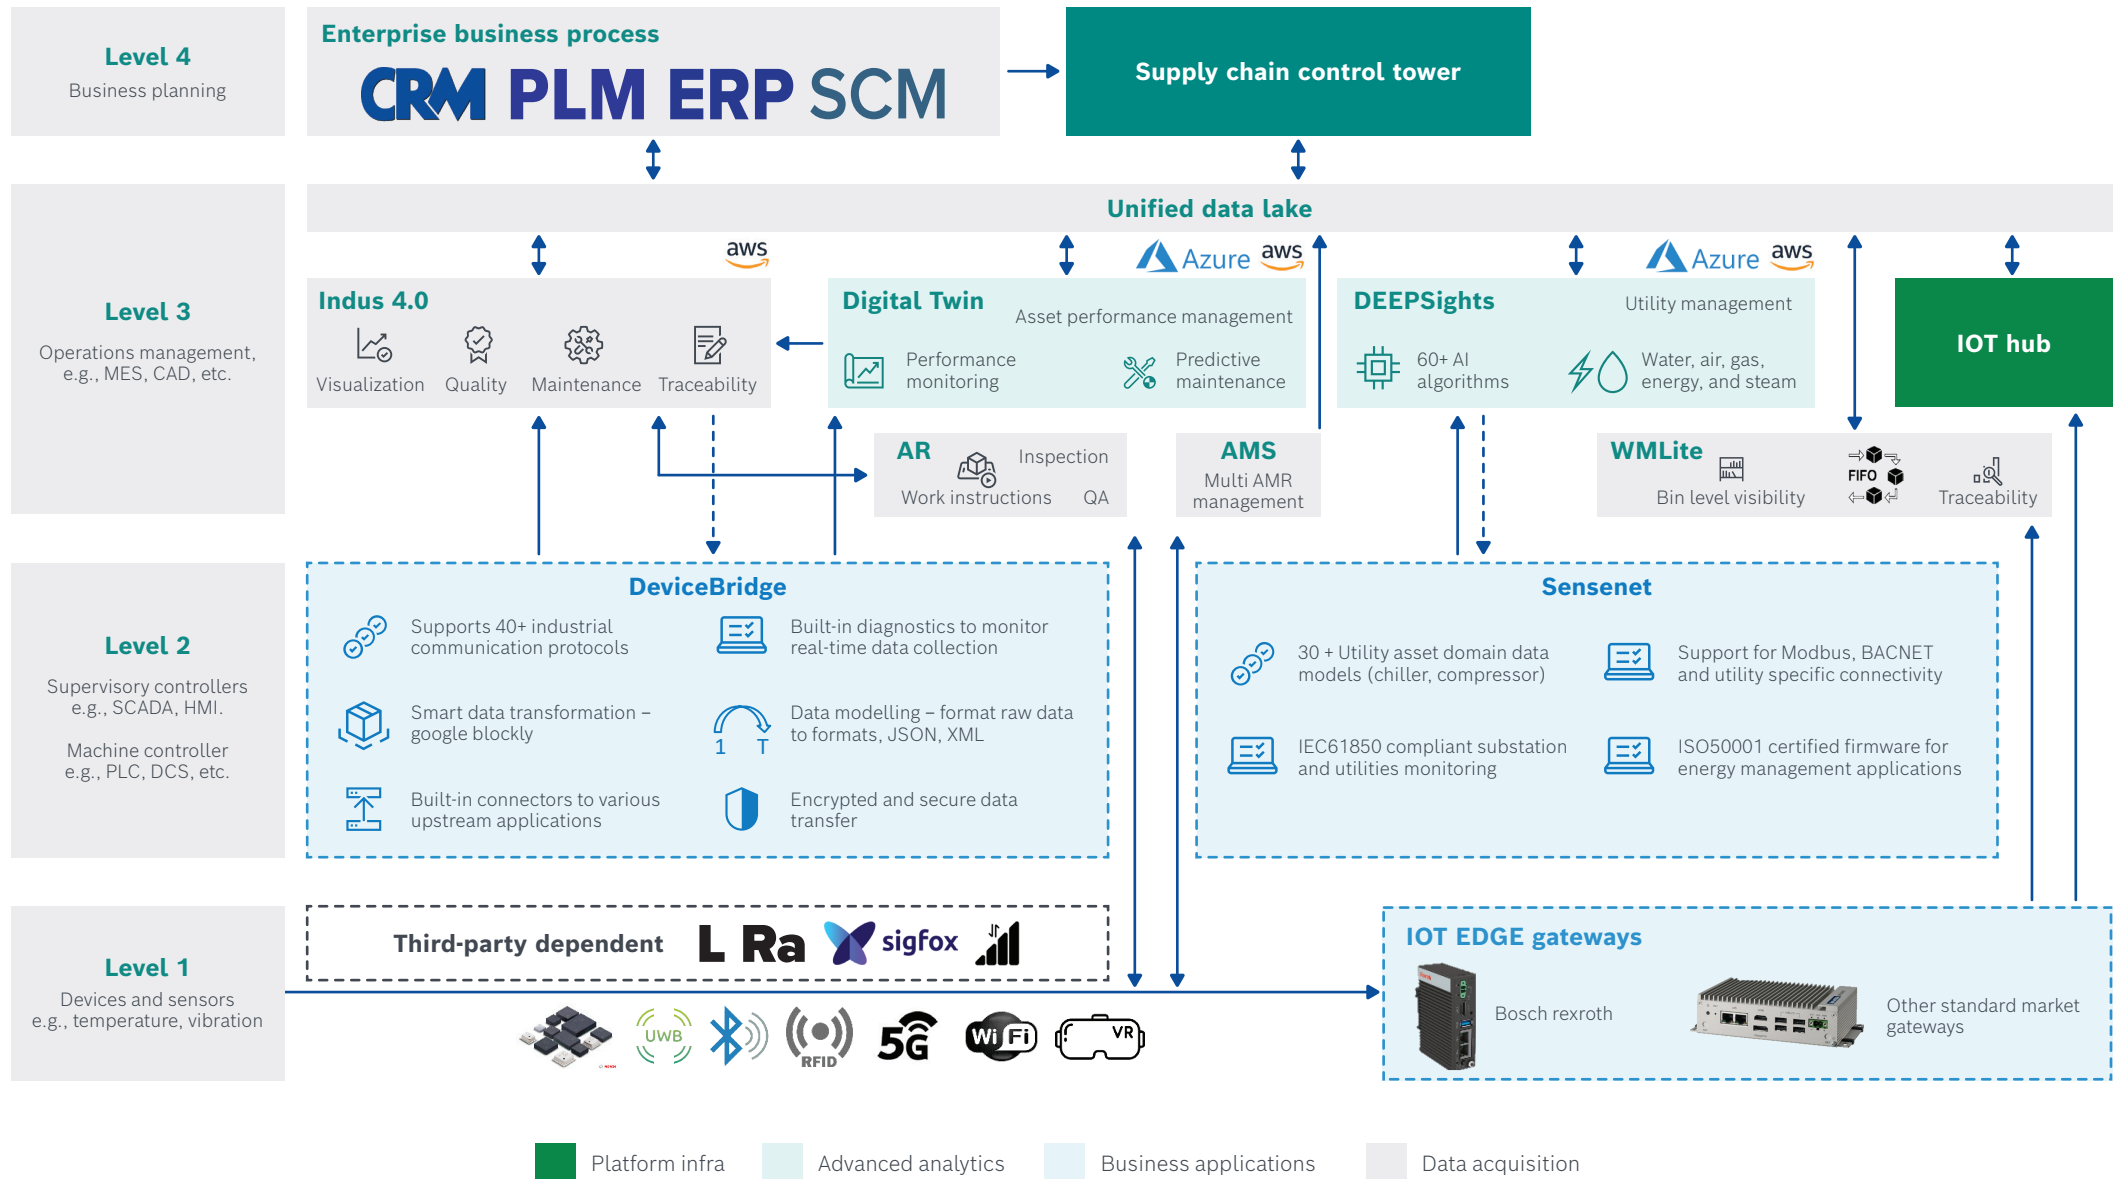 Level 4
Business planning
Enterprise business process
CRM PLM ERP SCM
Supply chain control tower
Level 3
Operations management,
e.g., MES, CAD, etc.
Unified data lake
aws
Azure aws
Azure aws
Indus 4.0
Visualization
Quality
Maintenance
Traceability
Digital Twin
Asset performance management
Performance
monitoring
Predictive
maintenance
DEEPSights
Utility management
60+ AI
algorithms
Water, air, gas,
energy, and steam
IOT hub
AR
Inspection
Work instructions
QA
AMS
Multi AMR
management
WMLite
Bin level visibility
FIFO
Traceability
Level 2
Supervisory controllers
e.g., SCADA, HMI.
Machine controller
e.g., PLC, DCS, etc.
DeviceBridge
Supports 40+ industrial
communication protocols
Built-in diagnostics to monitor
real-time data collection
Smart data transformation –
google blockly
1 T
Data modelling – format raw data
to formats, JSON, XML
Built-in connectors to various
upstream applications
Encrypted and secure data
transfer
Sensenet
30 + Utility asset domain data
models (chiller, compressor)
Support for Modbus, BACNET
and utility specific connectivity
IEC61850 compliant substation
and utilities monitoring
ISO50001 certified firmware for
energy management applications
Level 1
Devices and sensors
e.g., temperature, vibration
Third-party dependent
L Ra
sigfox
UWB
RFID
5G
Wi Fi
VR
IOT EDGE gateways
Bosch rexroth
Other standard market
gateways
Platform infra
Advanced analytics
Business applications
Data acquisition